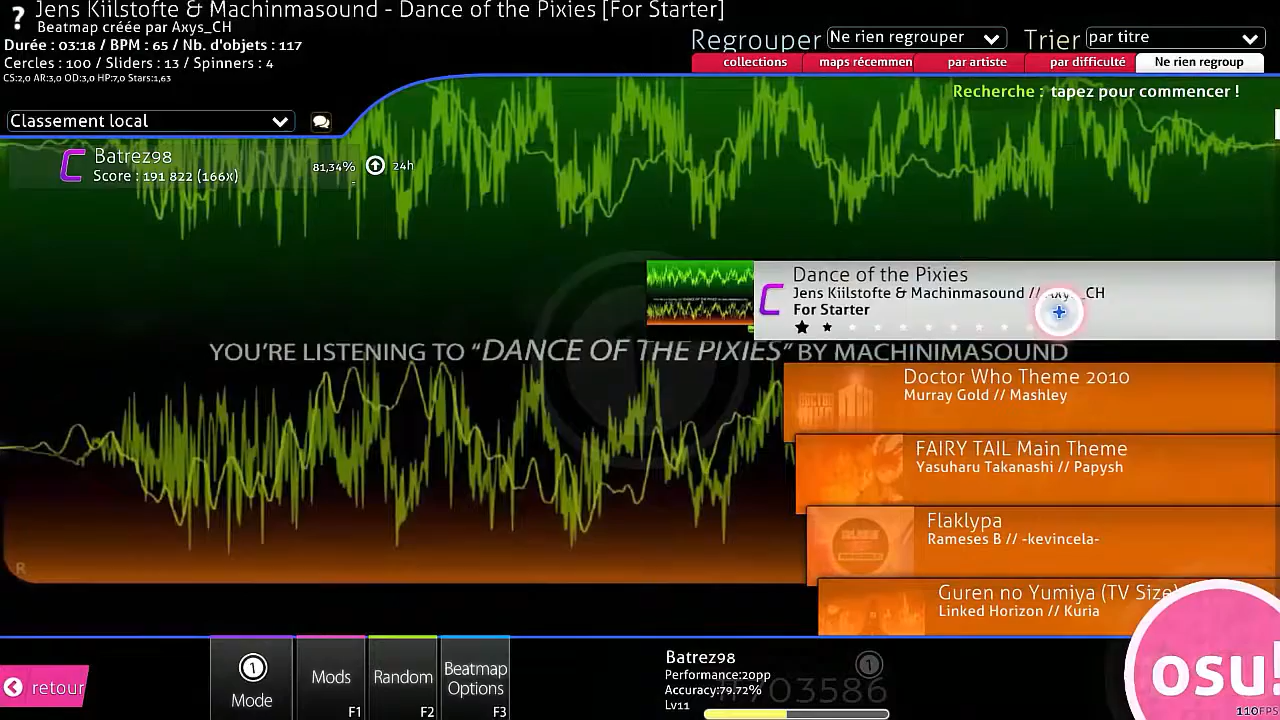 ?
Jens Kiilstofte & Machinmasound - Dance of the Pixies [For Starter]
Beatmap créée par Axys_CH
Durée : 03:18 / BPM : 65 / Nb. d'objets : 117
Cercles : 100 / Sliders : 13 / Spinners : 4
CS:2,0 AR:3,0 OD:3,0 HP:7,0 Stars:1,63
Regrouper Ne rien regrouper Trier par titre
collections maps récemmen par artiste par difficulté Ne rien regroup
Recherche : tapez pour commencer !
Classement local
C Batrez98
Score : 191 822 (166x) 81,34% 24h
-
Dance of the Pixies
C Jens Kiilstofte & Machinmasound // Axys_CH
For Starter
YOU'RE LISTENING TO "DANCE OF THE PIXIES" BY MACHINIMASOUND
Doctor Who Theme 2010
Murray Gold // Mashley
FAIRY TAIL Main Theme
Yasuharu Takanashi // Papysh
Flaklypa
Rameses B // -kevincela-
Guren no Yumiya (TV Size)
Linked Horizon // Kuria
R
retour
1
Mode
Mods
F1
Random
F2
Beatmap
Options
F3
Batrez98
Performance:20pp
Accuracy:79.72%
Lv11
1
osu!
110FPS